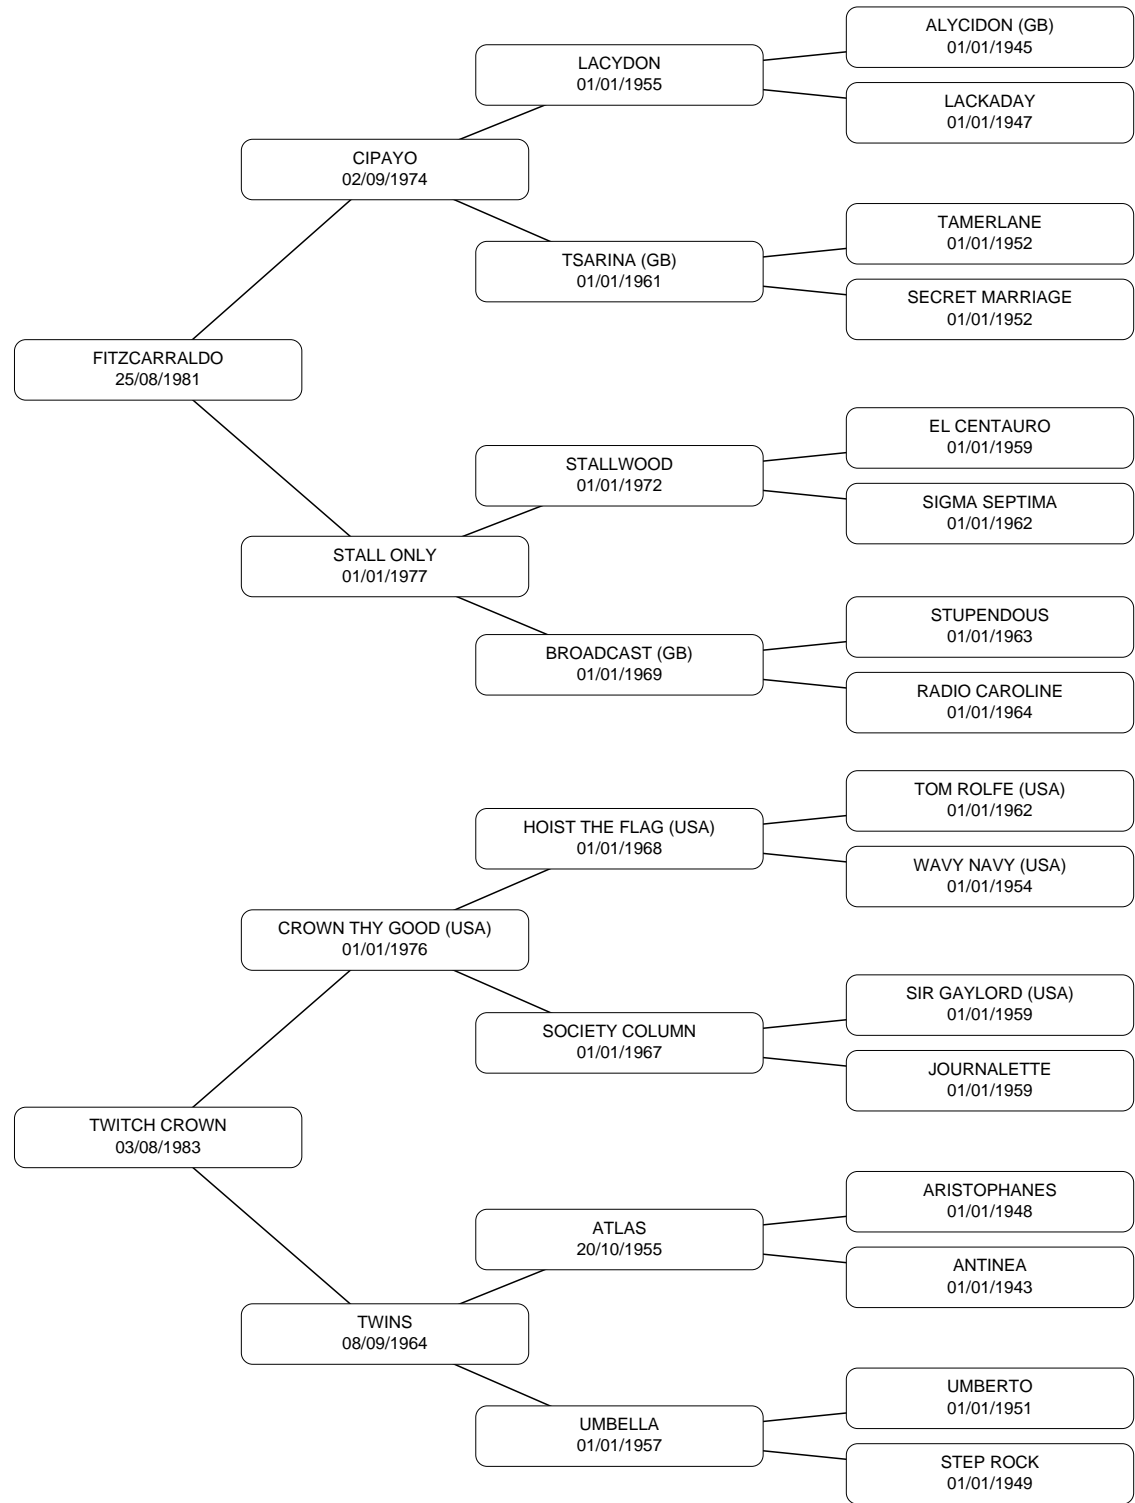 ALYCIDON (GB)
01/01/1945
LACYDON
01/01/1955
LACKADAY
01/01/1947
CIPAYO
02/09/1974
TAMERLANE
01/01/1952
TSARINA (GB)
01/01/1961
SECRET MARRIAGE
01/01/1952
FITZCARRALDO
25/08/1981
EL CENTAURO
01/01/1959
STALLWOOD
01/01/1972
SIGMA SEPTIMA
01/01/1962
STALL ONLY
01/01/1977
STUPENDOUS
01/01/1963
BROADCAST (GB)
01/01/1969
RADIO CAROLINE
01/01/1964
TOM ROLFE (USA)
01/01/1962
HOIST THE FLAG (USA)
01/01/1968
WAVY NAVY (USA)
01/01/1954
CROWN THY GOOD (USA)
01/01/1976
SIR GAYLORD (USA)
01/01/1959
SOCIETY COLUMN
01/01/1967
JOURNALETTE
01/01/1959
TWITCH CROWN
03/08/1983
ARISTOPHANES
01/01/1948
ATLAS
20/10/1955
ANTINEA
01/01/1943
TWINS
08/09/1964
UMBERTO
01/01/1951
UMBELLA
01/01/1957
STEP ROCK
01/01/1949